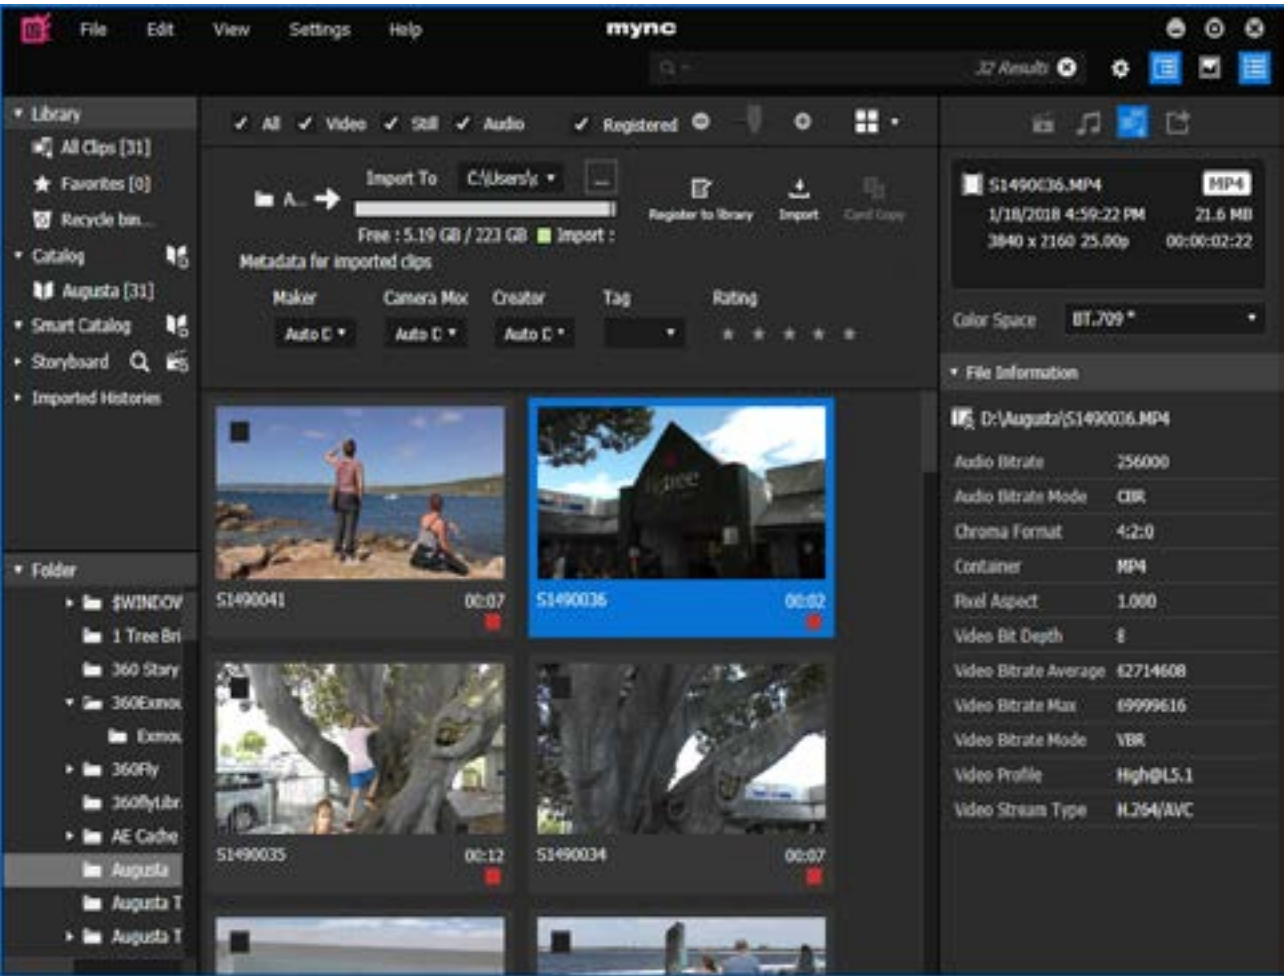 File Edit View Settings Help mync
32 Results
Library
All Clips [31]
Favorites [0]
Recycle bin...
Catalog
Augusta [31]
Smart Catalog
Storyboard
Imported Histories
Folder
$WINDOW
1 Tree Bri
360 Story
360Exmou
Exmou
360Fly
360flyLibr
AE Cache
Augusta
Augusta T
Augusta T
All Video Still Audio Registered
Import To C:\Users\
A...
...
Register to library Import Card Copy
Free : 5.19 GB / 223 GB Import :
Metadata for imported clips
Maker Camera Moc Creator Tag Rating
Auto D Auto D Auto D
S1490041 00:07
S1490036 00:02
S1490035 00:12
S1490034 00:07
S1490036.MP4 MP4
1/18/2018 4:59:22 PM 21.6 MB
3840 x 2160 25.00p 00:00:02:22
Color Space BT.709 *
File Information
D:\Augusta\S1490036.MP4
Audio Bitrate 256000
Audio Bitrate Mode CBR
Chroma Format 4:2:0
Container MP4
Pixel Aspect 1.000
Video Bit Depth 8
Video Bitrate Average 62714608
Video Bitrate Max 69999616
Video Bitrate Mode VBR
Video Profile High@L5.1
Video Stream Type H.264/AVC